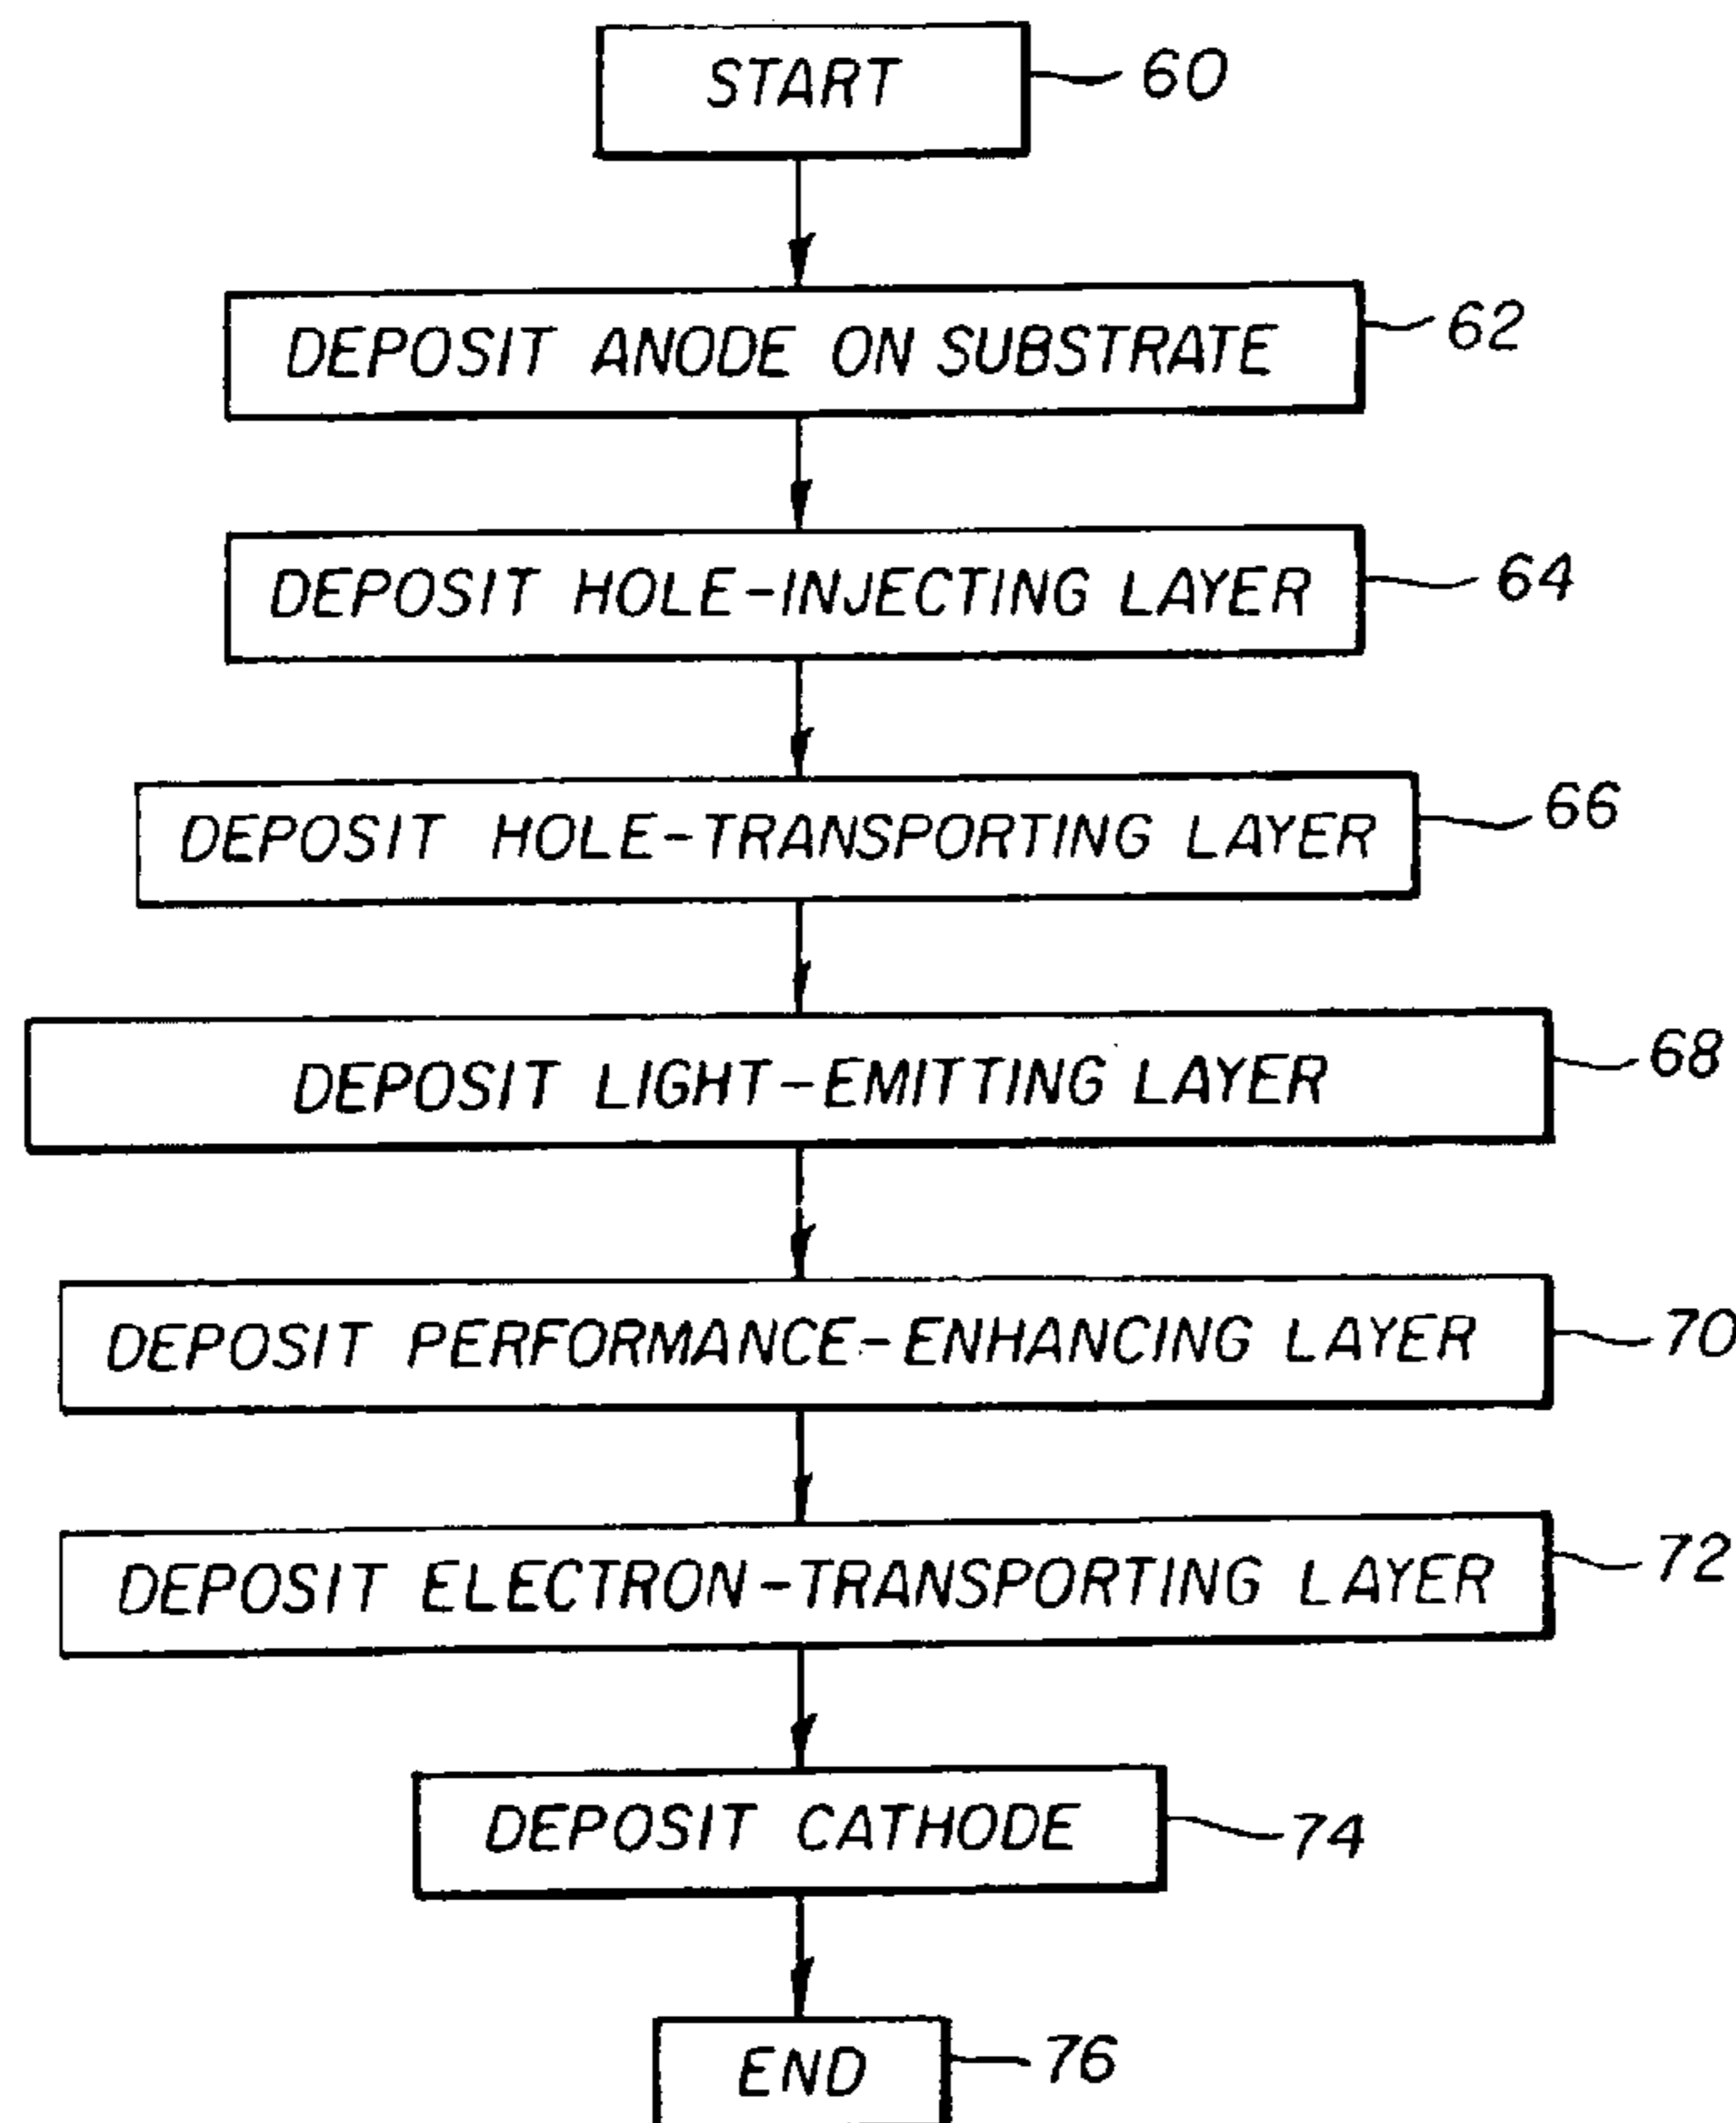 START 60
DEPOSIT ANODE ON SUBSTRATE 62
DEPOSIT HOLE-INJECTING LAYER 64
DEPOSIT HOLE-TRANSPORTING LAYER 66
DEPOSIT LIGHT-EMITTING LAYER 68
DEPOSIT PERFORMANCE-ENHANCING LAYER 70
DEPOSIT ELECTRON-TRANSPORTING LAYER 72
DEPOSIT CATHODE 74
END 76